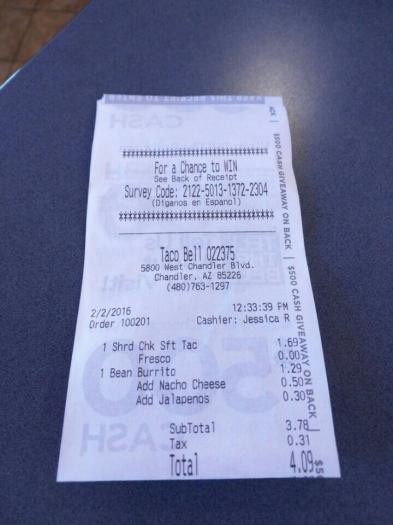 For a Chance to WIN
See Back of Receipt
Survey Code: 2122-5013-1372-2304
(Diganos en Espanol)
Taco Bell 022375
5800 West Chandler Blvd.
Chandler, AZ 85226
(480)763-1297
2/2/2016 12:33:39 PM
Order 100201 Cashier: Jessica R
1 Shrd Chk Sft Tac 1.69
Fresco 0.00
1 Bean Burrito 1.29
Add Nacho Cheese 0.50
Add Jalapenos 0.30
SubTotal 3.78
Tax 0.31
Total 4.09
$500 CASH GIVEAWAY ON BACK | $500 CASH GIVEAWAY ON BACK